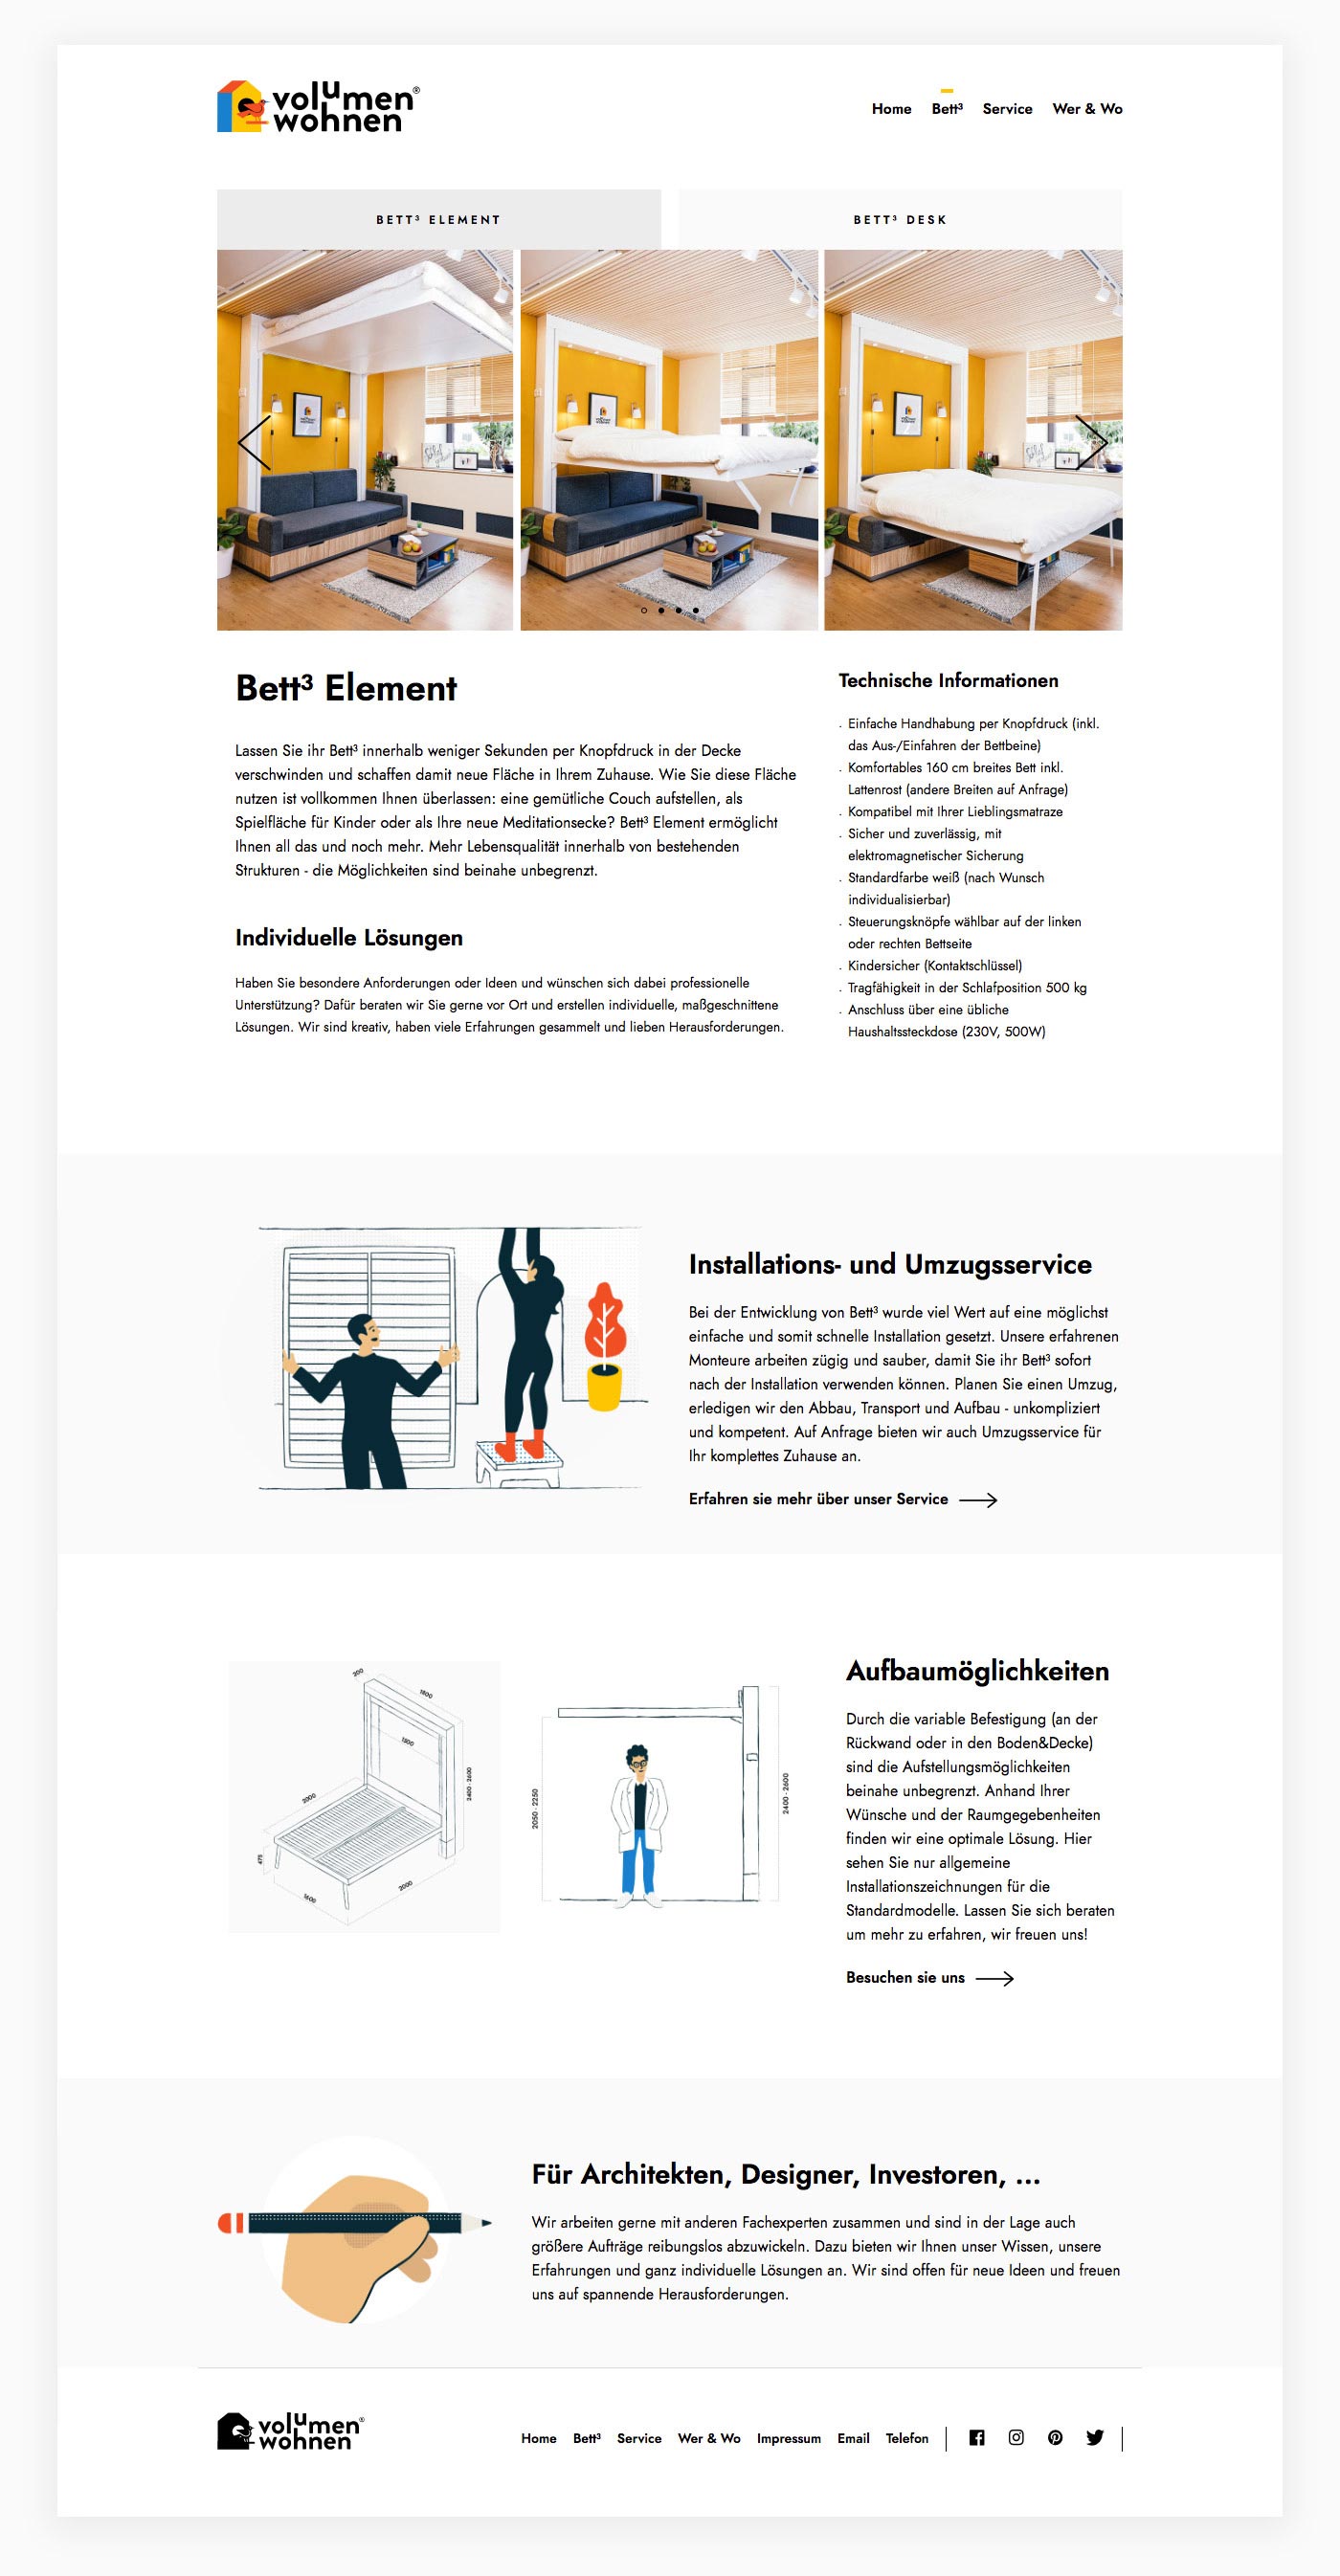 volumen®
wohnen
Home Bett³ Service Wer & Wo
BETT³ ELEMENT
BETT³ DESK
Bett³ Element
Lassen Sie ihr Bett³ innerhalb weniger Sekunden per Knopfdruck in der Decke
verschwinden und schaffen damit neue Fläche in Ihrem Zuhause. Wie Sie diese Fläche
nutzen ist vollkommen Ihnen überlassen: eine gemütliche Couch aufstellen, als
Spielfläche für Kinder oder als Ihre neue Meditationsecke? Bett³ Element ermöglicht
Ihnen all das und noch mehr. Mehr Lebensqualität innerhalb von bestehenden
Strukturen - die Möglichkeiten sind beinahe unbegrenzt.
Individuelle Lösungen
Haben Sie besondere Anforderungen oder Ideen und wünschen sich dabei professionelle
Unterstützung? Dafür beraten wir Sie gerne vor Ort und erstellen individuelle, maßgeschnittene
Lösungen. Wir sind kreativ, haben viele Erfahrungen gesammelt und lieben Herausforderungen.
Technische Informationen
. Einfache Handhabung per Knopfdruck (inkl.
das Aus-/Einfahren der Bettbeine)
. Komfortables 160 cm breites Bett inkl.
Lattenrost (andere Breiten auf Anfrage)
. Kompatibel mit Ihrer Lieblingsmatraze
. Sicher und zuverlässig, mit
elektromagnetischer Sicherung
. Standardfarbe weiß (nach Wunsch
individualisierbar)
. Steuerungsknöpfe wählbar auf der linken
oder rechten Bettseite
. Kindersicher (Kontaktschlüssel)
. Tragfähigkeit in der Schlafposition 500 kg
. Anschluss über eine übliche
Haushaltssteckdose (230V, 500W)
Installations- und Umzugsservice
Bei der Entwicklung von Bett³ wurde viel Wert auf eine möglichst
einfache und somit schnelle Installation gesetzt. Unsere erfahrenen
Monteure arbeiten zügig und sauber, damit Sie ihr Bett³ sofort
nach der Installation verwenden können. Planen Sie einen Umzug,
erledigen wir den Abbau, Transport und Aufbau - unkompliziert
und kompetent. Auf Anfrage bieten wir auch Umzugsservice für
Ihr komplettes Zuhause an.
Erfahren sie mehr über unser Service
200
1800
1500
2400 - 2600
2000
475
1600
2000
2050 - 2250
2400 - 2600
Aufbaumöglichkeiten
Durch die variable Befestigung (an der
Rückwand oder in den Boden&Decke)
sind die Aufstellungsmöglichkeiten
beinahe unbegrenzt. Anhand Ihrer
Wünsche und der Raumgegebenheiten
finden wir eine optimale Lösung. Hier
sehen Sie nur allgemeine
Installationszeichnungen für die
Standardmodelle. Lassen Sie sich beraten
um mehr zu erfahren, wir freuen uns!
Besuchen sie uns
Für Architekten, Designer, Investoren, ...
Wir arbeiten gerne mit anderen Fachexperten zusammen und sind in der Lage auch
größere Aufträge reibungslos abzuwickeln. Dazu bieten wir Ihnen unser Wissen, unsere
Erfahrungen und ganz individuelle Lösungen an. Wir sind offen für neue Ideen und freuen
uns auf spannende Herausforderungen.
volumen®
wohnen
Home Bett³ Service Wer & Wo Impressum Email Telefon